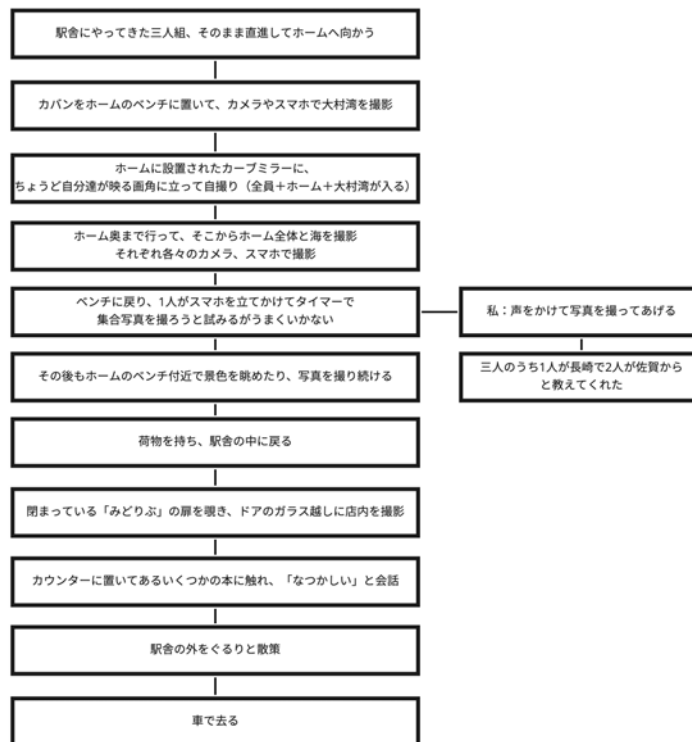 駅舎にやってきた三人組、そのまま直進してホームへ向かう
カバンをホームのベンチに置いて、カメラやスマホで大村湾を撮影
ホームに設置されたカーブミラーに、
ちょうど自分達が映る画角に立って自撮り（全員＋ホーム＋大村湾が入る）
ホーム奥まで行って、そこからホーム全体と海を撮影
それぞれ各々のカメラ、スマホで撮影
ベンチに戻り、1人がスマホを立てかけてタイマーで
集合写真を撮ろうと試みるがうまくいかない
私：声をかけて写真を撮ってあげる
三人のうち1人が長崎で2人が佐賀から
と教えてくれた
その後もホームのベンチ付近で景色を眺めたり、写真を撮り続ける
荷物を持ち、駅舎の中に戻る
閉まっている「みどりぶ」の扉を覗き、ドアのガラス越しに店内を撮影
カウンターに置いてあるいくつかの本に触れ、「なつかしい」と会話
駅舎の外をぐるりと散策
車で去る